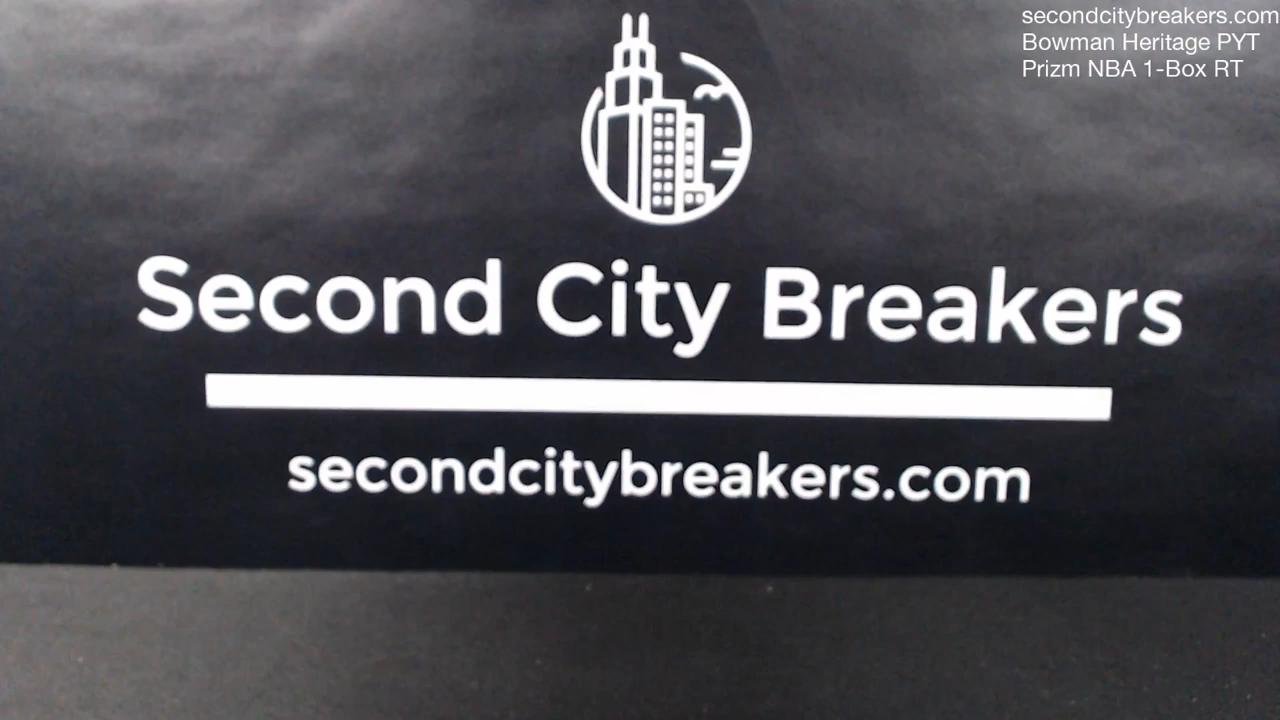 secondcitybreakers.com
Bowman Heritage PYT
Prizm NBA 1-Box RT
Second City Breakers
secondcitybreakers.com